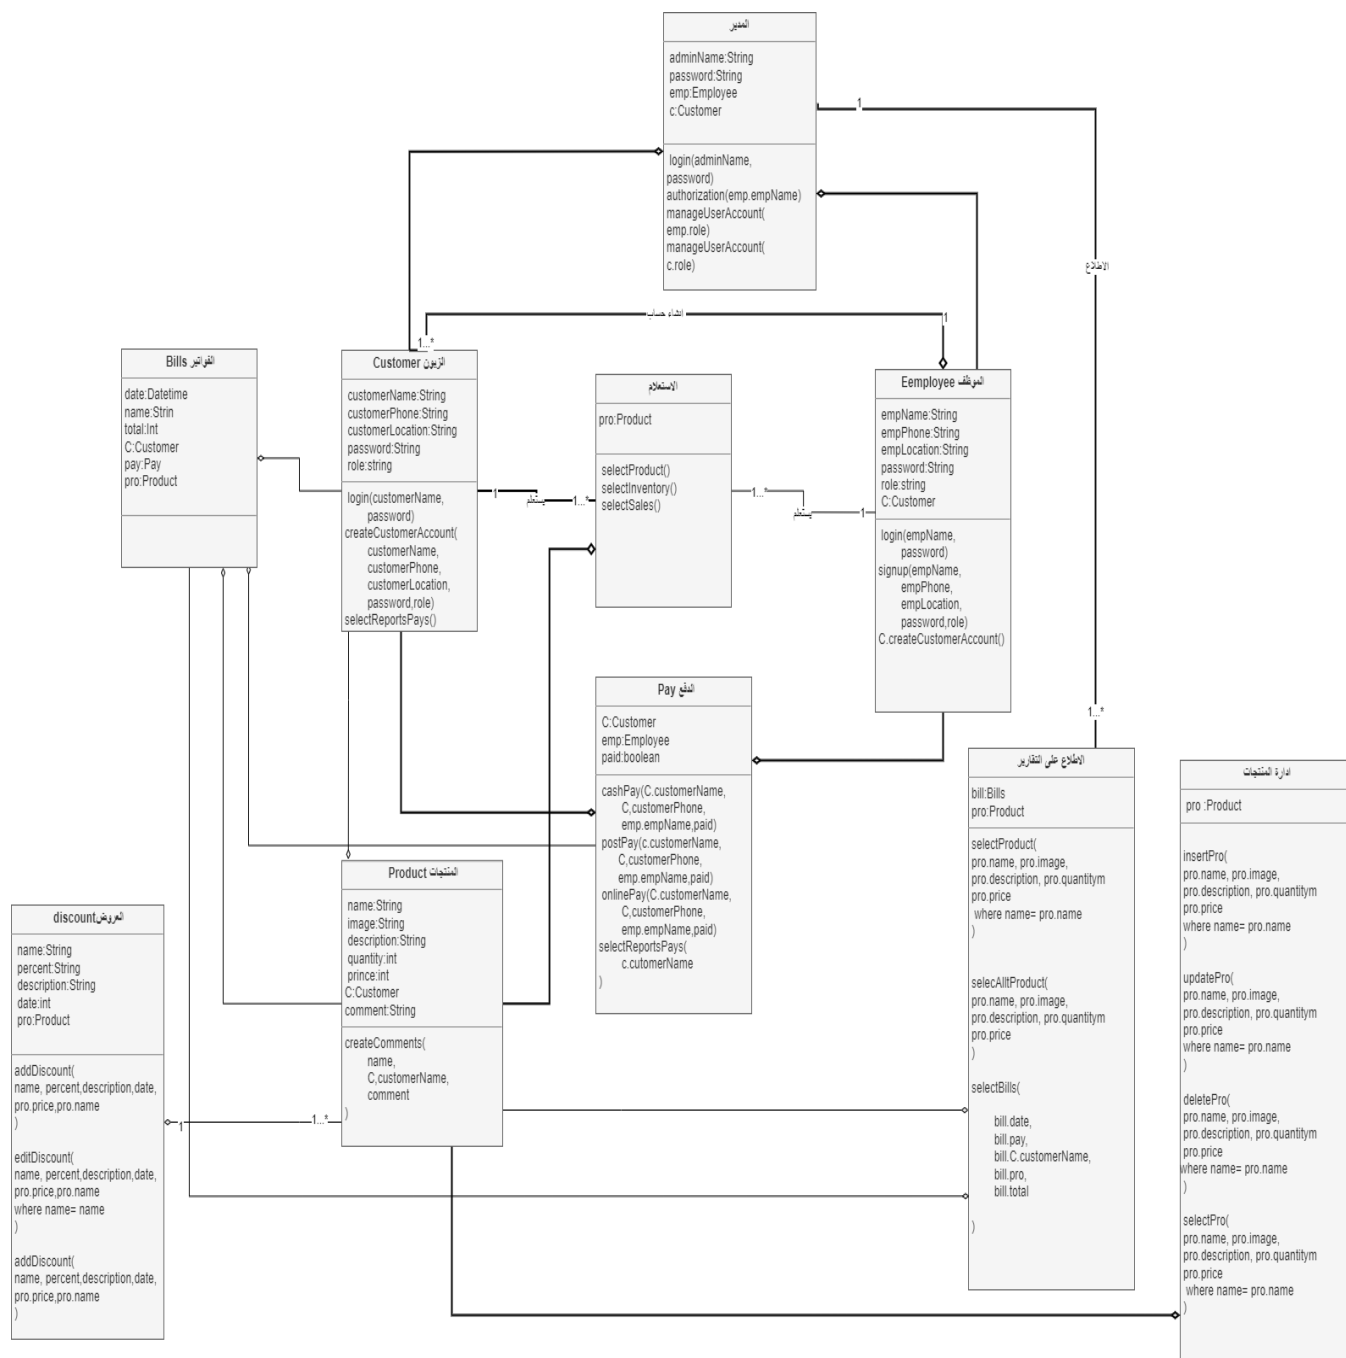 المدير
adminName:String
password:String
emp:Employee
c:Customer
login(adminName,
password)
authorization(emp.empName)
manageUserAccount(
emp.role)
manageUserAccount(
c.role)
1
الاطلاع
1...*
انشاء حساب
1
1...*
Bills الفواتير
date:Datetime
name:Strin
total:Int
C:Customer
pay:Pay
pro:Product
Customer الزبون
customerName:String
customerPhone:String
customerLocation:String
password:String
role:string
login(customerName,
password)
createCustomerAccount(
customerName,
customerPhone,
customerLocation,
password,role)
selectReportsPays()
1
يستعلم
1...*
الاستعلام
pro:Product
selectProduct()
selectInventory()
selectSales()
1...*
يستعلم
1
Eemployee الموظف
empName:String
empPhone:String
empLocation:String
password:String
role:string
C:Customer
login(empName,
password)
signup(empName,
empPhone,
empLocation,
password,role)
C.createCustomerAccount()
Pay الدفع
C:Customer
emp:Employee
paid:boolean
cashPay(C.customerName,
C,customerPhone,
emp.empName,paid)
postPay(c.customerName,
C,customerPhone,
emp.empName,paid)
onlinePay(C.customerName,
C,customerPhone,
emp.empName,paid)
selectReportsPays(
c.cutomerName
)
الاطلاع على التقارير
bill:Bills
pro:Product
selectProduct(
pro.name, pro.image,
pro.description, pro.quantitym
pro.price
where name= pro.name
)
selecAlltProduct(
pro.name, pro.image,
pro.description, pro.quantitym
pro.price
)
selectBills(
bill.date,
bill.pay,
bill.C.customerName,
bill.pro,
bill.total
)
ادارة المنتجات
pro :Product
insertPro(
pro.name, pro.image,
pro.description, pro.quantitym
pro.price
where name= pro.name
)
updatePro(
pro.name, pro.image,
pro.description, pro.quantitym
pro.price
where name= pro.name
)
deletePro(
pro.name, pro.image,
pro.description, pro.quantitym
pro.price
where name= pro.name
)
selectPro(
pro.name, pro.image,
pro.description, pro.quantitym
pro.price
where name= pro.name
)
Product المنتجات
name:String
image:String
description:String
quantity:int
prince:int
C:Customer
comment:String
createComments(
name,
C,customerName,
comment
)
discountالعروض
name:String
percent:String
description:String
date:int
pro:Product
addDiscount(
name, percent,description,date,
pro.price,pro.name
)
editDiscount(
name, percent,description,date,
pro.price,pro.name
where name= name
)
addDiscount(
name, percent,description,date,
pro.price,pro.name
)
1
1...*